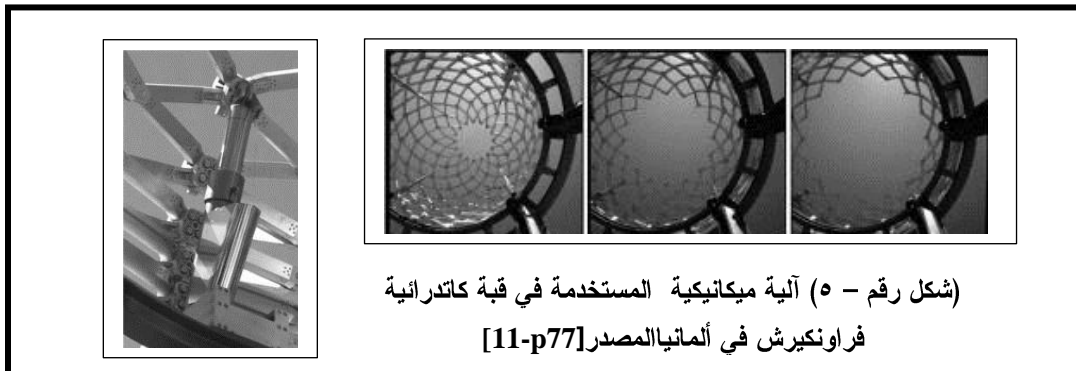 (شكل رقم – ٥) آلية ميكانيكية المستخدمة في قبة كاتدرائية
فراونكيرش في ألمانياالمصدر[11-p77]